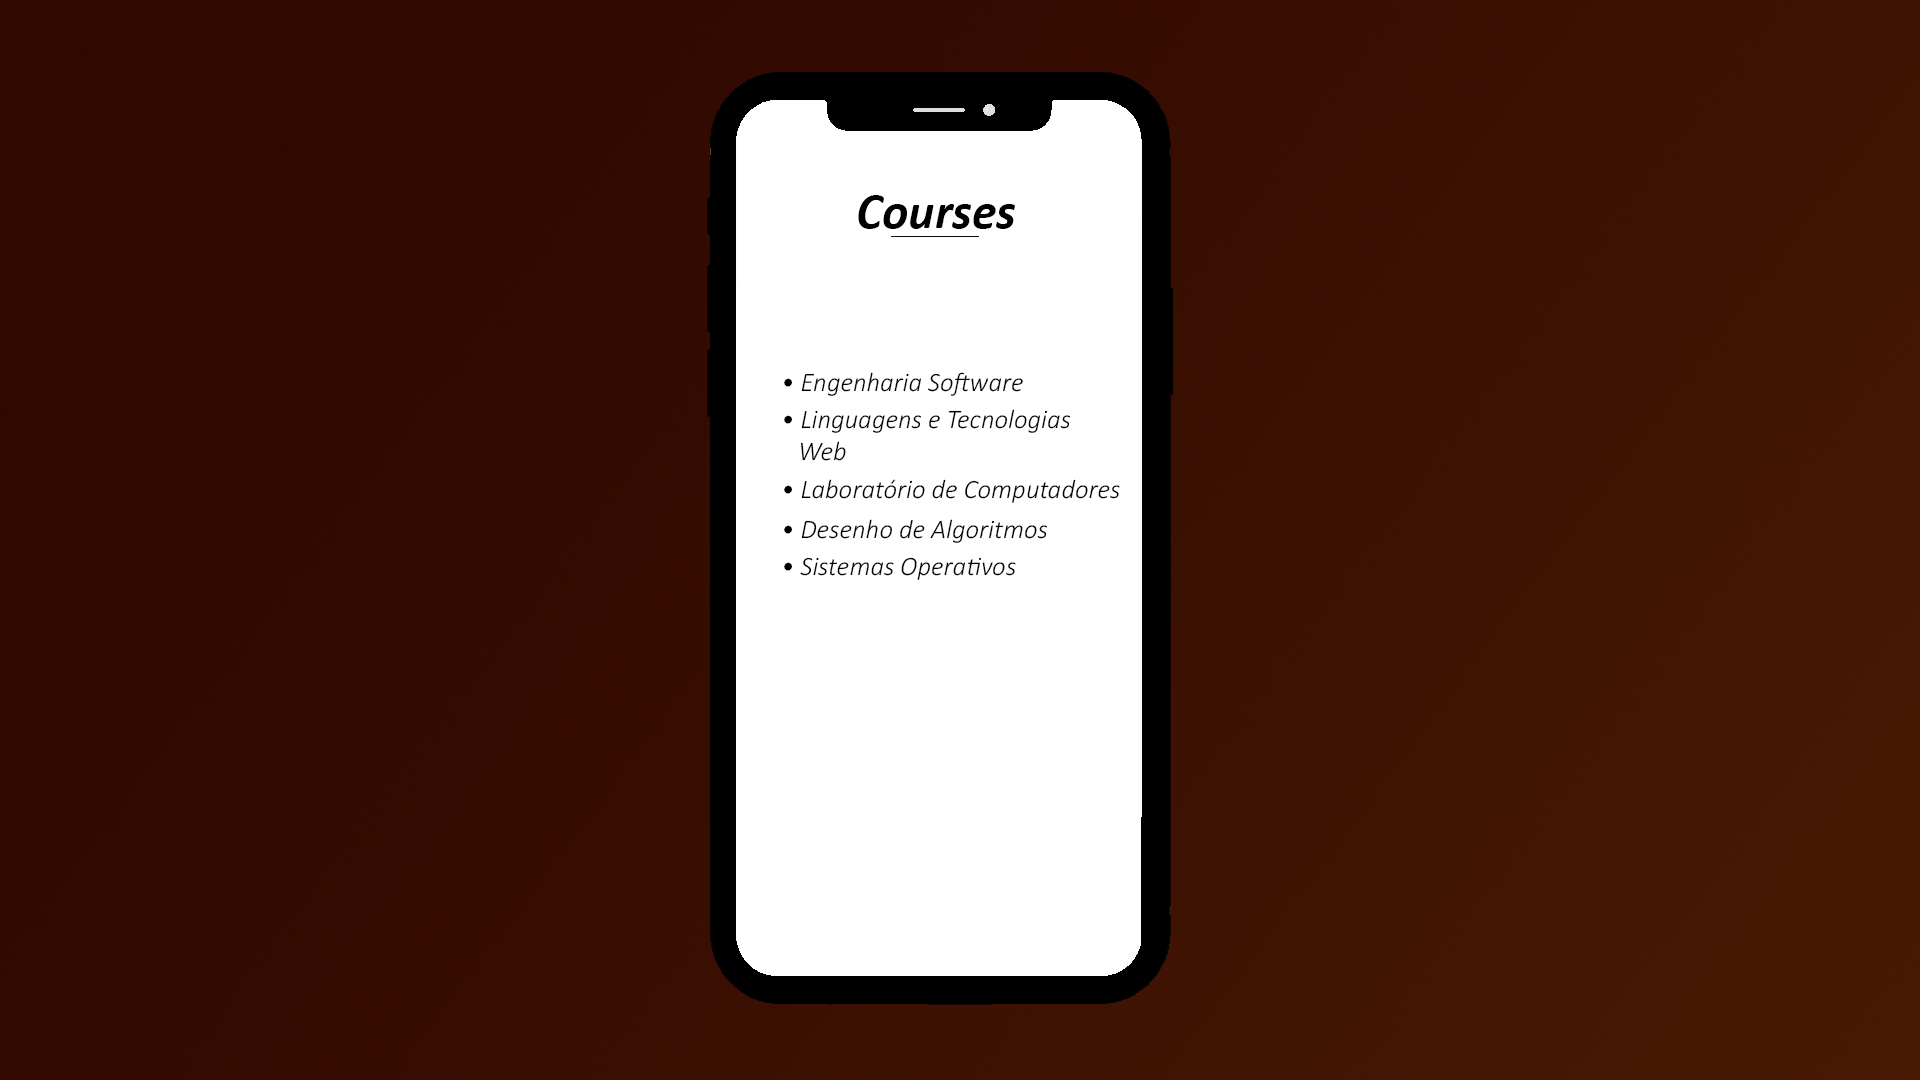 Courses
• Engenharia Software
• Linguagens e Tecnologias
Web
• Laboratório de Computadores
• Desenho de Algoritmos
• Sistemas Operativos